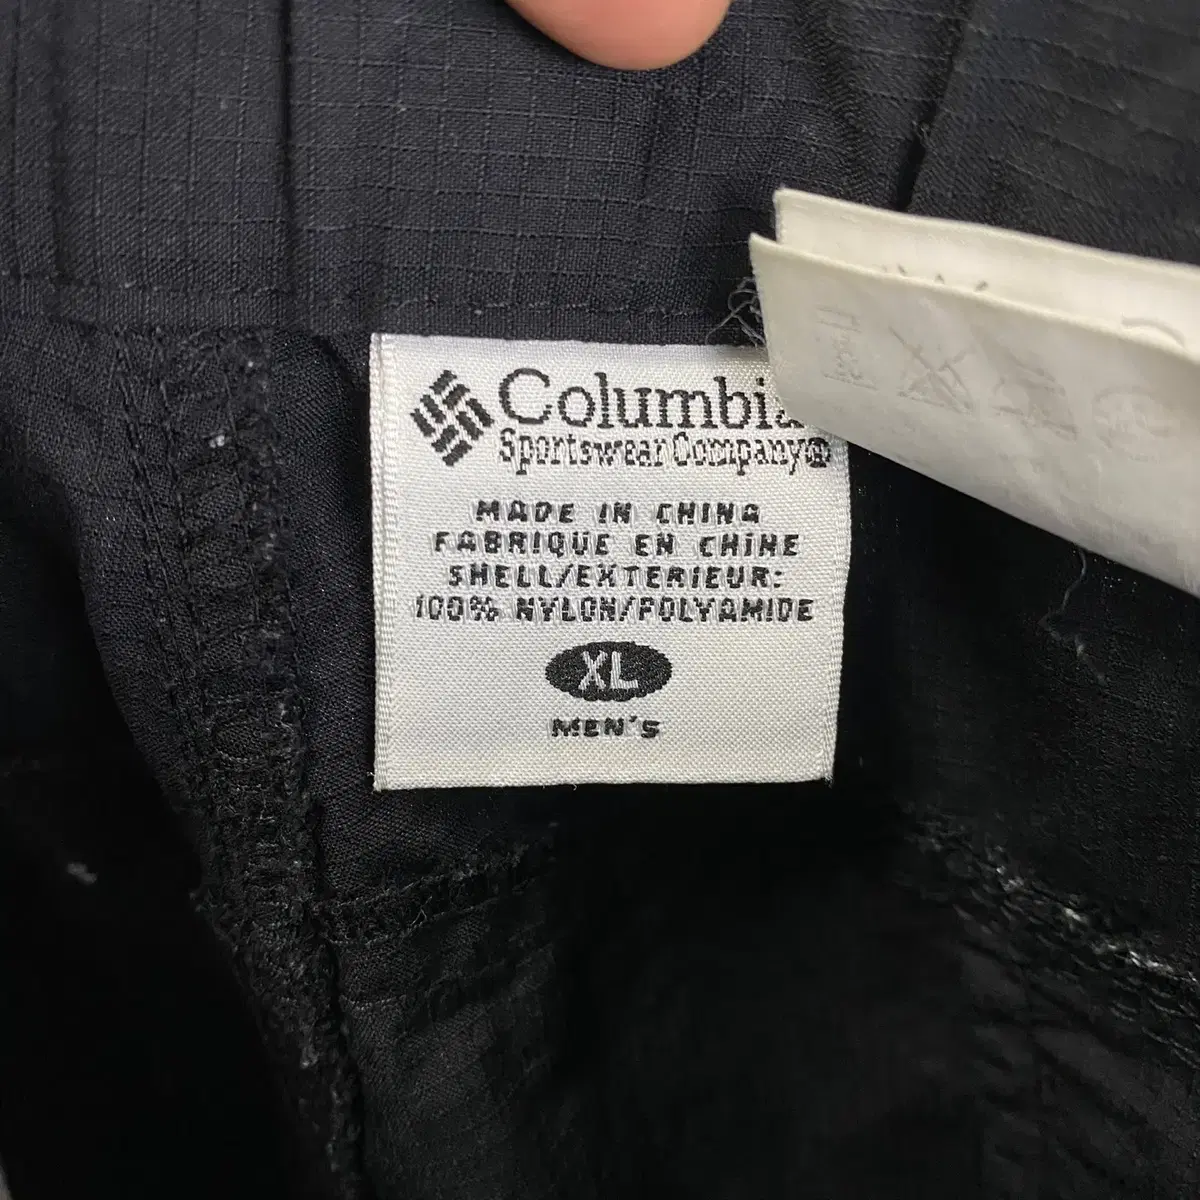 Columbia
Sportswear Company®
MADE IN CHINA
FABRIQUE EN CHINE
SHELL/EXTERIEUR:
100% NYLON/POLYAMIDE
XL
MEN'S